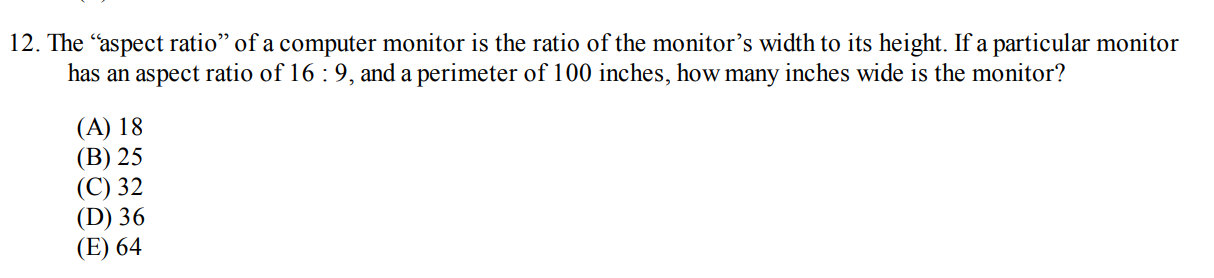 12. The “aspect ratio” of a computer monitor is the ratio of the monitor’s width to its height. If a particular monitor
has an aspect ratio of 16 : 9, and a perimeter of 100 inches, how many inches wide is the monitor?
(A) 18
(B) 25
(C) 32
(D) 36
(E) 64